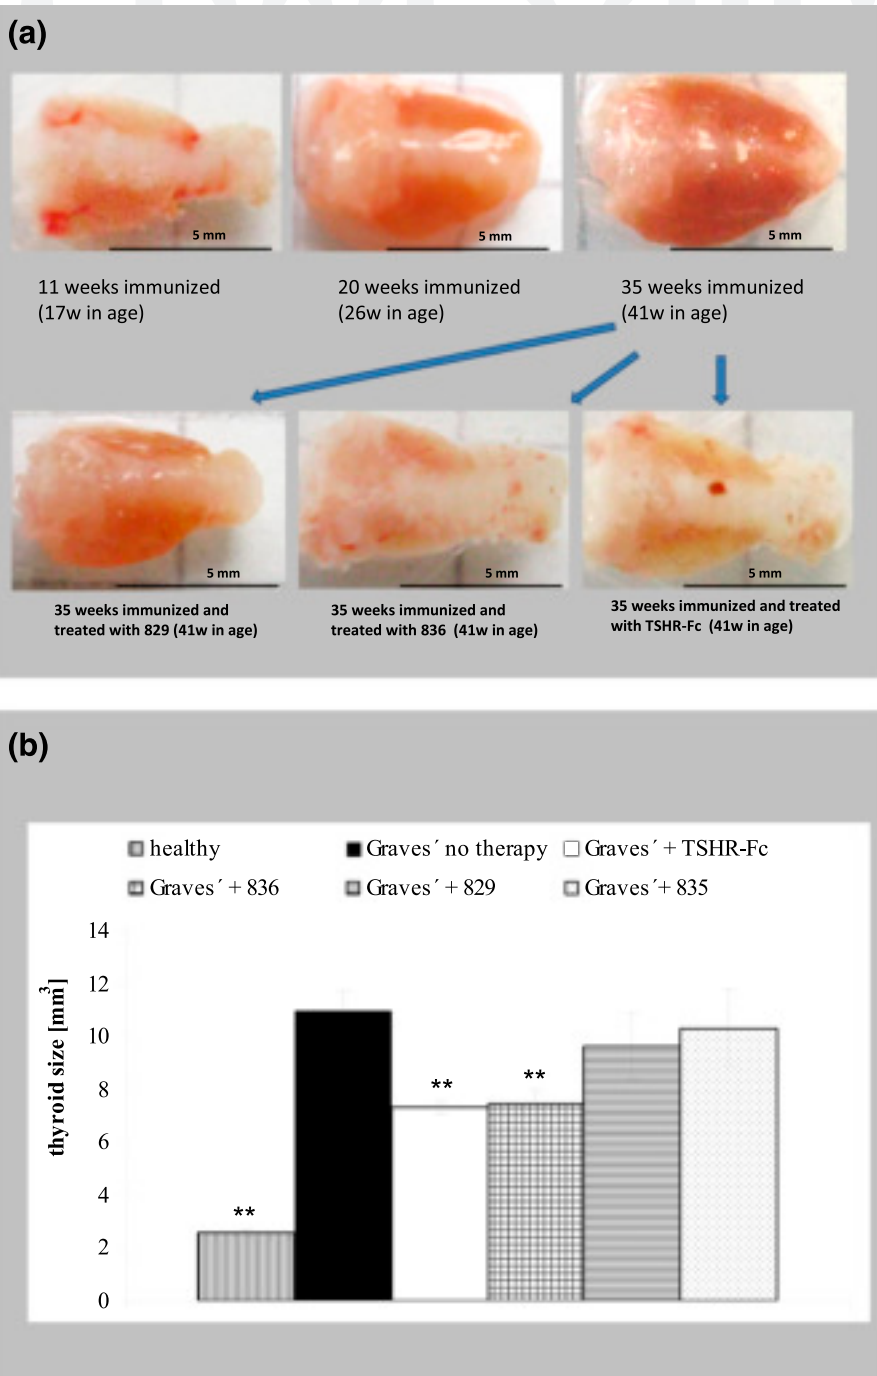 (a)
5 mm
5 mm
5 mm
11 weeks immunized
(17w in age)
20 weeks immunized
(26w in age)
35 weeks immunized
(41w in age)
5 mm
5 mm
5 mm
35 weeks immunized and
treated with 829 (41w in age)
35 weeks immunized and
treated with 836 (41w in age)
35 weeks immunized and treated
with TSHR-Fc (41w in age)
(b)
healthy
Graves´ no therapy
Graves´ + TSHR-Fc
Graves´ + 836
Graves´ + 829
Graves´+ 835
thyroid size [mm³]
14
12
10
8
6
4
2
0
**
**
**